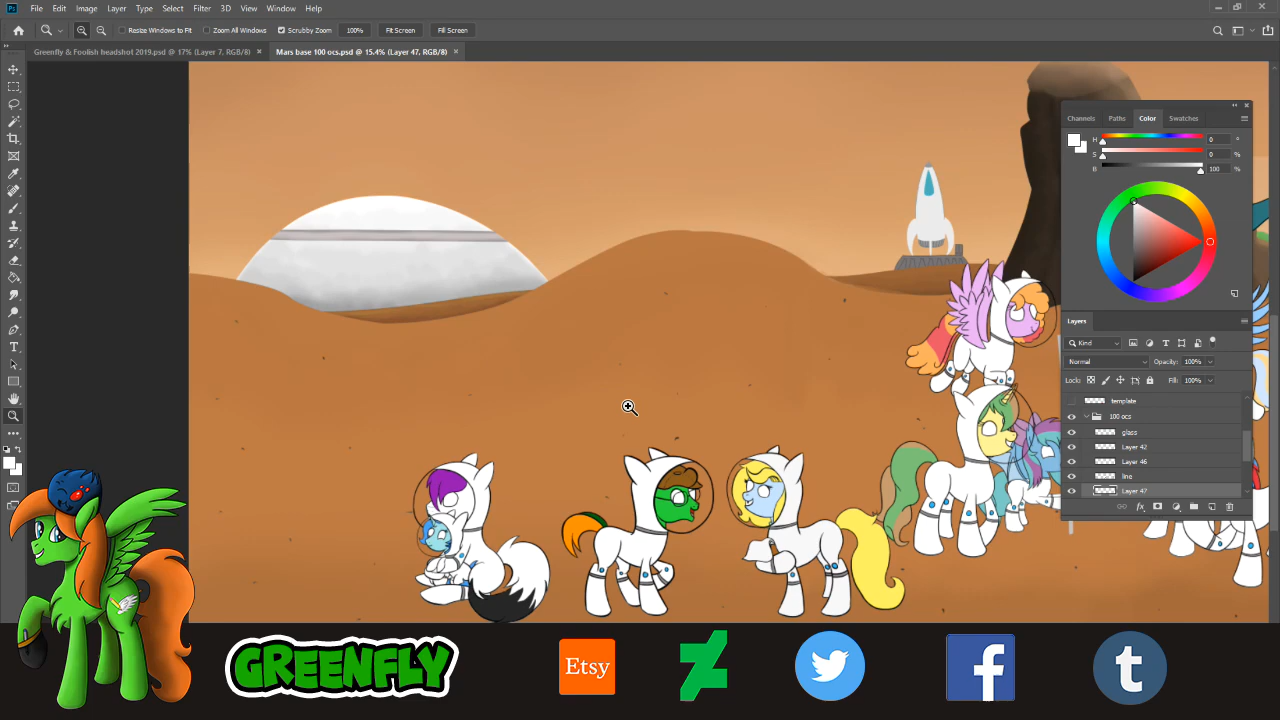 Ps File Edit Image Layer Type Select Filter 3D View Window Help
Resize Windows to Fit Zoom All Windows Scrubby Zoom 100% Fit Screen Fill Screen
Greenfly & Foolish headshot 2019.psd @ 17% (Layer 7, RGB/8) × Mars base 100 ocs.psd @ 15.4% (Layer 47, RGB/8) ×
Channels Paths Color Swatches
H 0 °
S 0 %
B 100 %
Layers
Kind
Normal Opacity: 100%
Lock: Fill: 100%
template
100 ocs
glass
Layer 42
Layer 46
line
Layer 47
GREENFLY Etsy f t